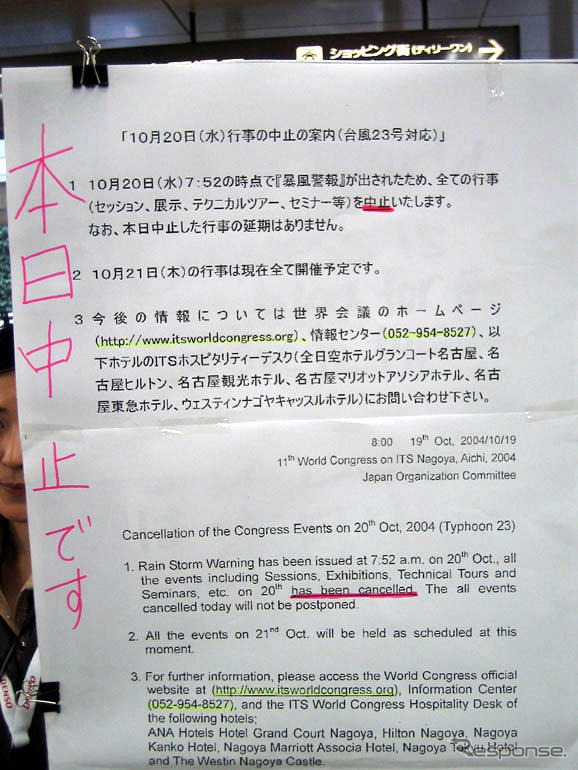 ショッピング街(ディリーワン)
「10月20日(水)行事の中止の案内(台風23号対応)」
本日中止です
1 10月20日(水)7:52の時点で『暴風警報』が出されたため、全ての行事
(セッション、展示、テクニカルツアー、セミナー等)を中止いたします。
なお、本日中止した行事の延期はありません。
2 10月21日(木)の行事は現在全て開催予定です。
3 今後の情報については世界会議のホームページ
(http://www.itsworldcongress.org)、情報センター(052-954-8527)、以
下ホテルのITSホスピタリティーデスク(全日空ホテルグランコート名古屋、名
古屋ヒルトン、名古屋観光ホテル、名古屋マリオットアソシアホテル、名古
屋東急ホテル、ウェスティンナゴヤキャッスルホテル)にお問い合わせ下さい。
8:00 19th Oct, 2004/10/19
11th World Congress on ITS Nagoya, Aichi, 2004
Japan Organization Committee
Cancellation of the Congress Events on 20th Oct, 2004 (Typhoon 23)
1. Rain Storm Warning has been issued at 7:52 a.m. on 20th Oct., all
the events including Sessions, Exhibitions, Technical Tours and
Seminars, etc. on 20th has been cancelled. The all events
cancelled today will not be postponed.
2. All the events on 21nd Oct. will be held as scheduled at this
moment.
3. For further information, please access the World Congress official
website at (http://www.itsworldcongress.org), Information Center
(052-954-8527), and the ITS World Congress Hospitality Desk of
the following hotels;
ANA Hotels Hotel Grand Court Nagoya, Hilton Nagoya, Nagoya
Kanko Hotel, Nagoya Marriott Associa Hotel, Nagoya Tokyu Hotel
and The Westin Nagoya Castle.
DENSO
Response.